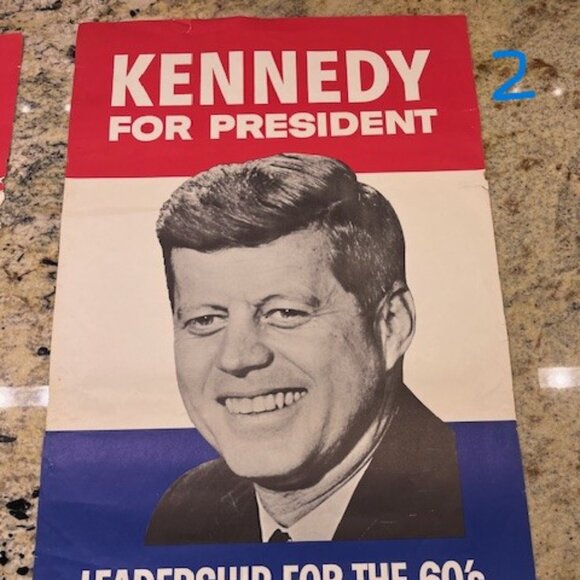 KENNEDY
FOR PRESIDENT
2
LEADERSHIP FOR THE 60's